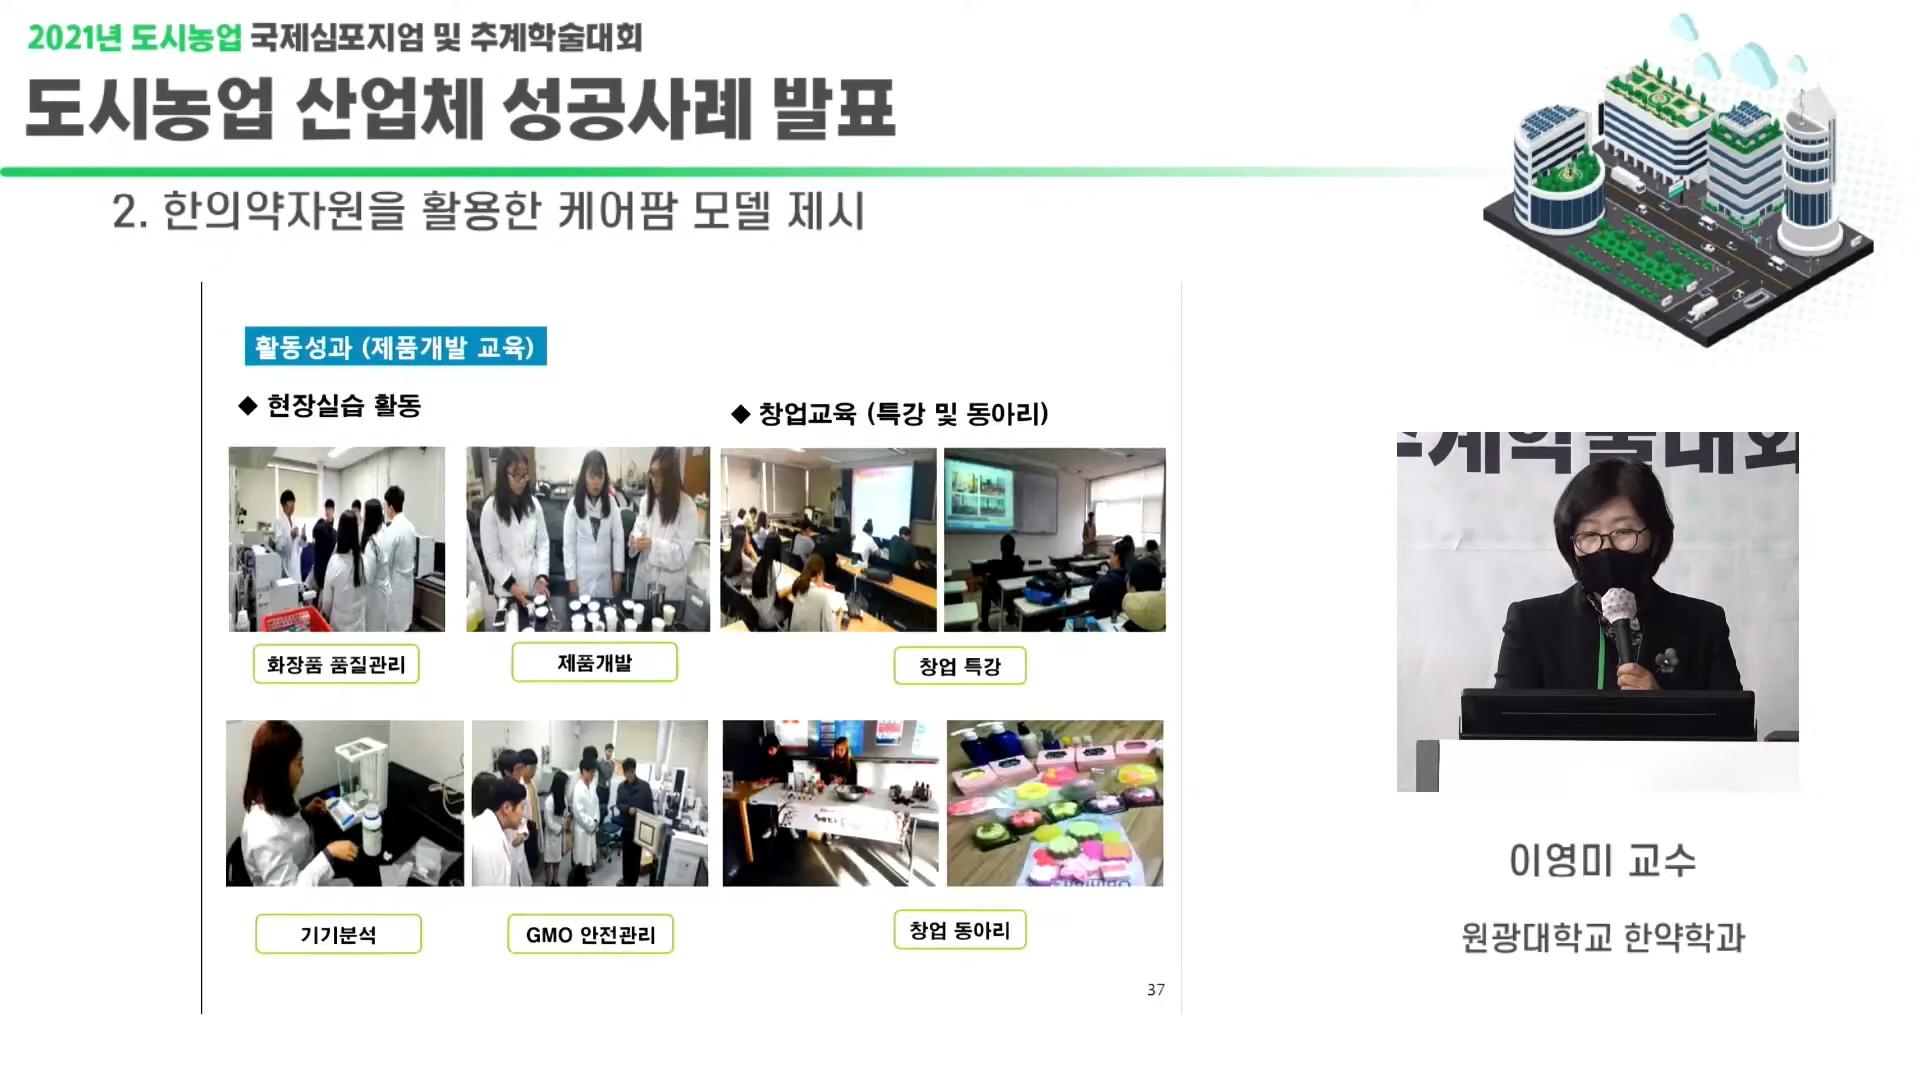 2021년 도시농업 국제심포지엄 및 추계학술대회
도시농업 산업체 성공사례 발표
2. 한의약자원을 활용한 케어팜 모델 제시
활동성과 (제품개발 교육)
◆ 현장실습 활동
◆ 창업교육 (특강 및 동아리)
화장품 품질관리
제품개발
창업 특강
기기분석
GMO 안전관리
창업 동아리
37
추계학술대회
이영미 교수
원광대학교 한약학과